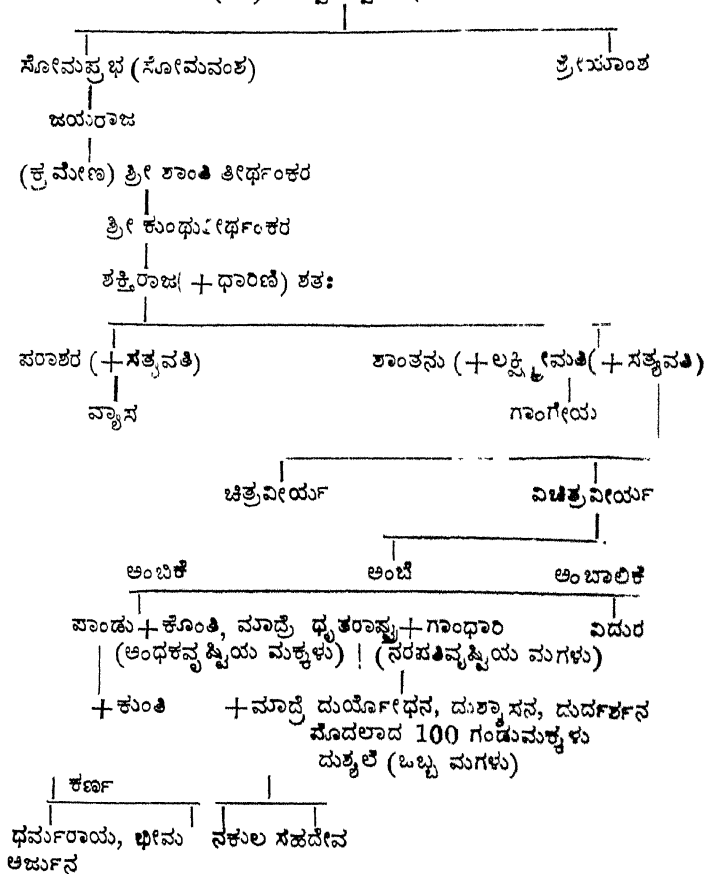 ಸೋಮಪ್ರಭ (ಸೋಮವಂಶ) ಶ್ರೇಯಾಂಶ
ಜಯರಾಜ
(ಕ್ರಮೇಣ) ಶ್ರೀ ಶಾಂತಿ ತೀರ್ಥಂಕರ
ಶ್ರೀ ಕುಂಥುತೀರ್ಥಂಕರ
ಶಕ್ತಿರಾಜ( +ಧಾರಿಣಿ) ಶತಃ
ಪರಾಶರ (+ಸತ್ಯವತಿ) ಶಾಂತನು (+ಲಕ್ಷ್ಮೀಮತಿ(+ಸತ್ಯವತಿ)
ವ್ಯಾಸ ಗಾಂಗೇಯ
ಚಿತ್ರವೀರ್ಯ ವಿಚಿತ್ರವೀರ್ಯ
ಅಂಬಿಕೆ ಅಂಬೆ ಅಂಬಾಲಿಕೆ
ಪಾಂಡು+ಕೊಂತಿ, ಮಾದ್ರೆ ಧೃತರಾಷ್ಟ್ರ+ಗಾಂಧಾರಿ ವಿದುರ
(ಅಂಧಕವೃಷ್ಟಿಯ ಮಕ್ಕಳು) (ನರಪತಿವೃಷ್ಟಿಯ ಮಗಳು)
+ಕುಂತಿ +ಮಾದ್ರೆ ದುರ್ಯೋಧನ, ದುಶ್ಶಾಸನ, ದುರ್ದರ್ಶನ
ಮೊದಲಾದ 100 ಗಂಡುಮಕ್ಕಳು
ದುಶ್ಯಲೆ (ಒಬ್ಬ ಮಗಳು)
ಕರ್ಣ
ಧರ್ಮರಾಯ, ಭೀಮ ನಕುಲ ಸಹದೇವ
ಅರ್ಜುನ